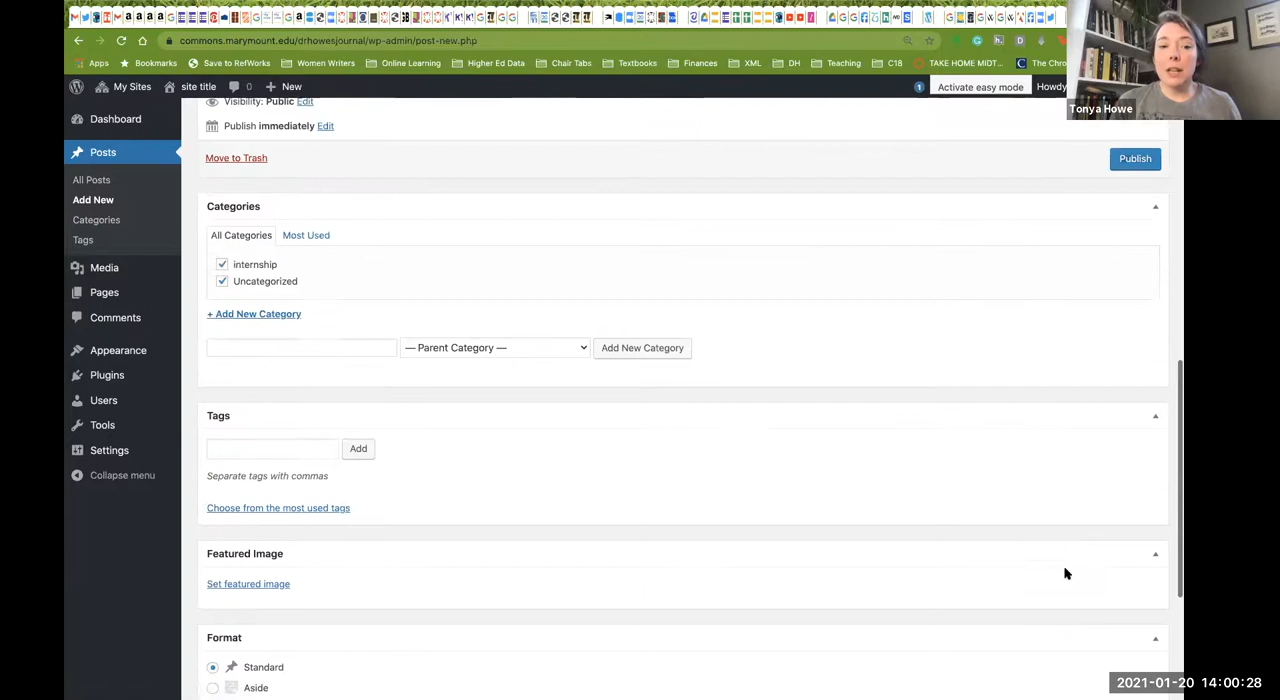 commons.marymount.edu/drhowesjournal/wp-admin/post-new.php
Apps Bookmarks Save to RefWorks Women Writers Online Learning Higher Ed Data Chair Tabs Textbooks Finances XML DH Teaching C18 TAKE HOME MIDT... The Chro
My Sites site title 0 New 1 Activate easy mode Howdy
Tonya Howe
Dashboard
Posts
All Posts
Add New
Categories
Tags
Media
Pages
Comments
Appearance
Plugins
Users
Tools
Settings
Collapse menu
Visibility: Public Edit
Publish immediately Edit
Move to Trash
Publish
Categories
All Categories Most Used
internship
Uncategorized
+ Add New Category
— Parent Category — Add New Category
Tags
Add
Separate tags with commas
Choose from the most used tags
Featured Image
Set featured image
Format
Standard
Aside
2021-01-20 14:00:28